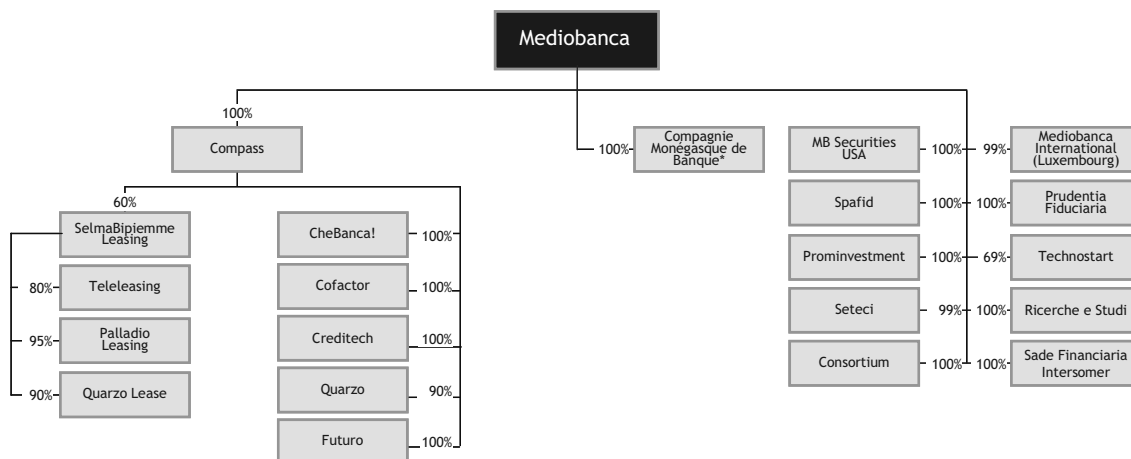 Mediobanca
100%
Compass
100%
Compagnie
Monégasque de
Banque*
MB Securities
USA
100%
99%
Mediobanca
International
(Luxembourg)
Spafid
100%
100%
Prudentia
Fiduciaria
Prominvestment
100%
69%
Technostart
Seteci
99%
100%
Ricerche e Studi
Consortium
100%
100%
Sade Financiaria
Intersomer
60%
SelmaBipiemme
Leasing
80%
Teleleasing
95%
Palladio
Leasing
90%
Quarzo Lease
CheBanca!
100%
Cofactor
100%
Creditech
100%
Quarzo
90%
Futuro
100%